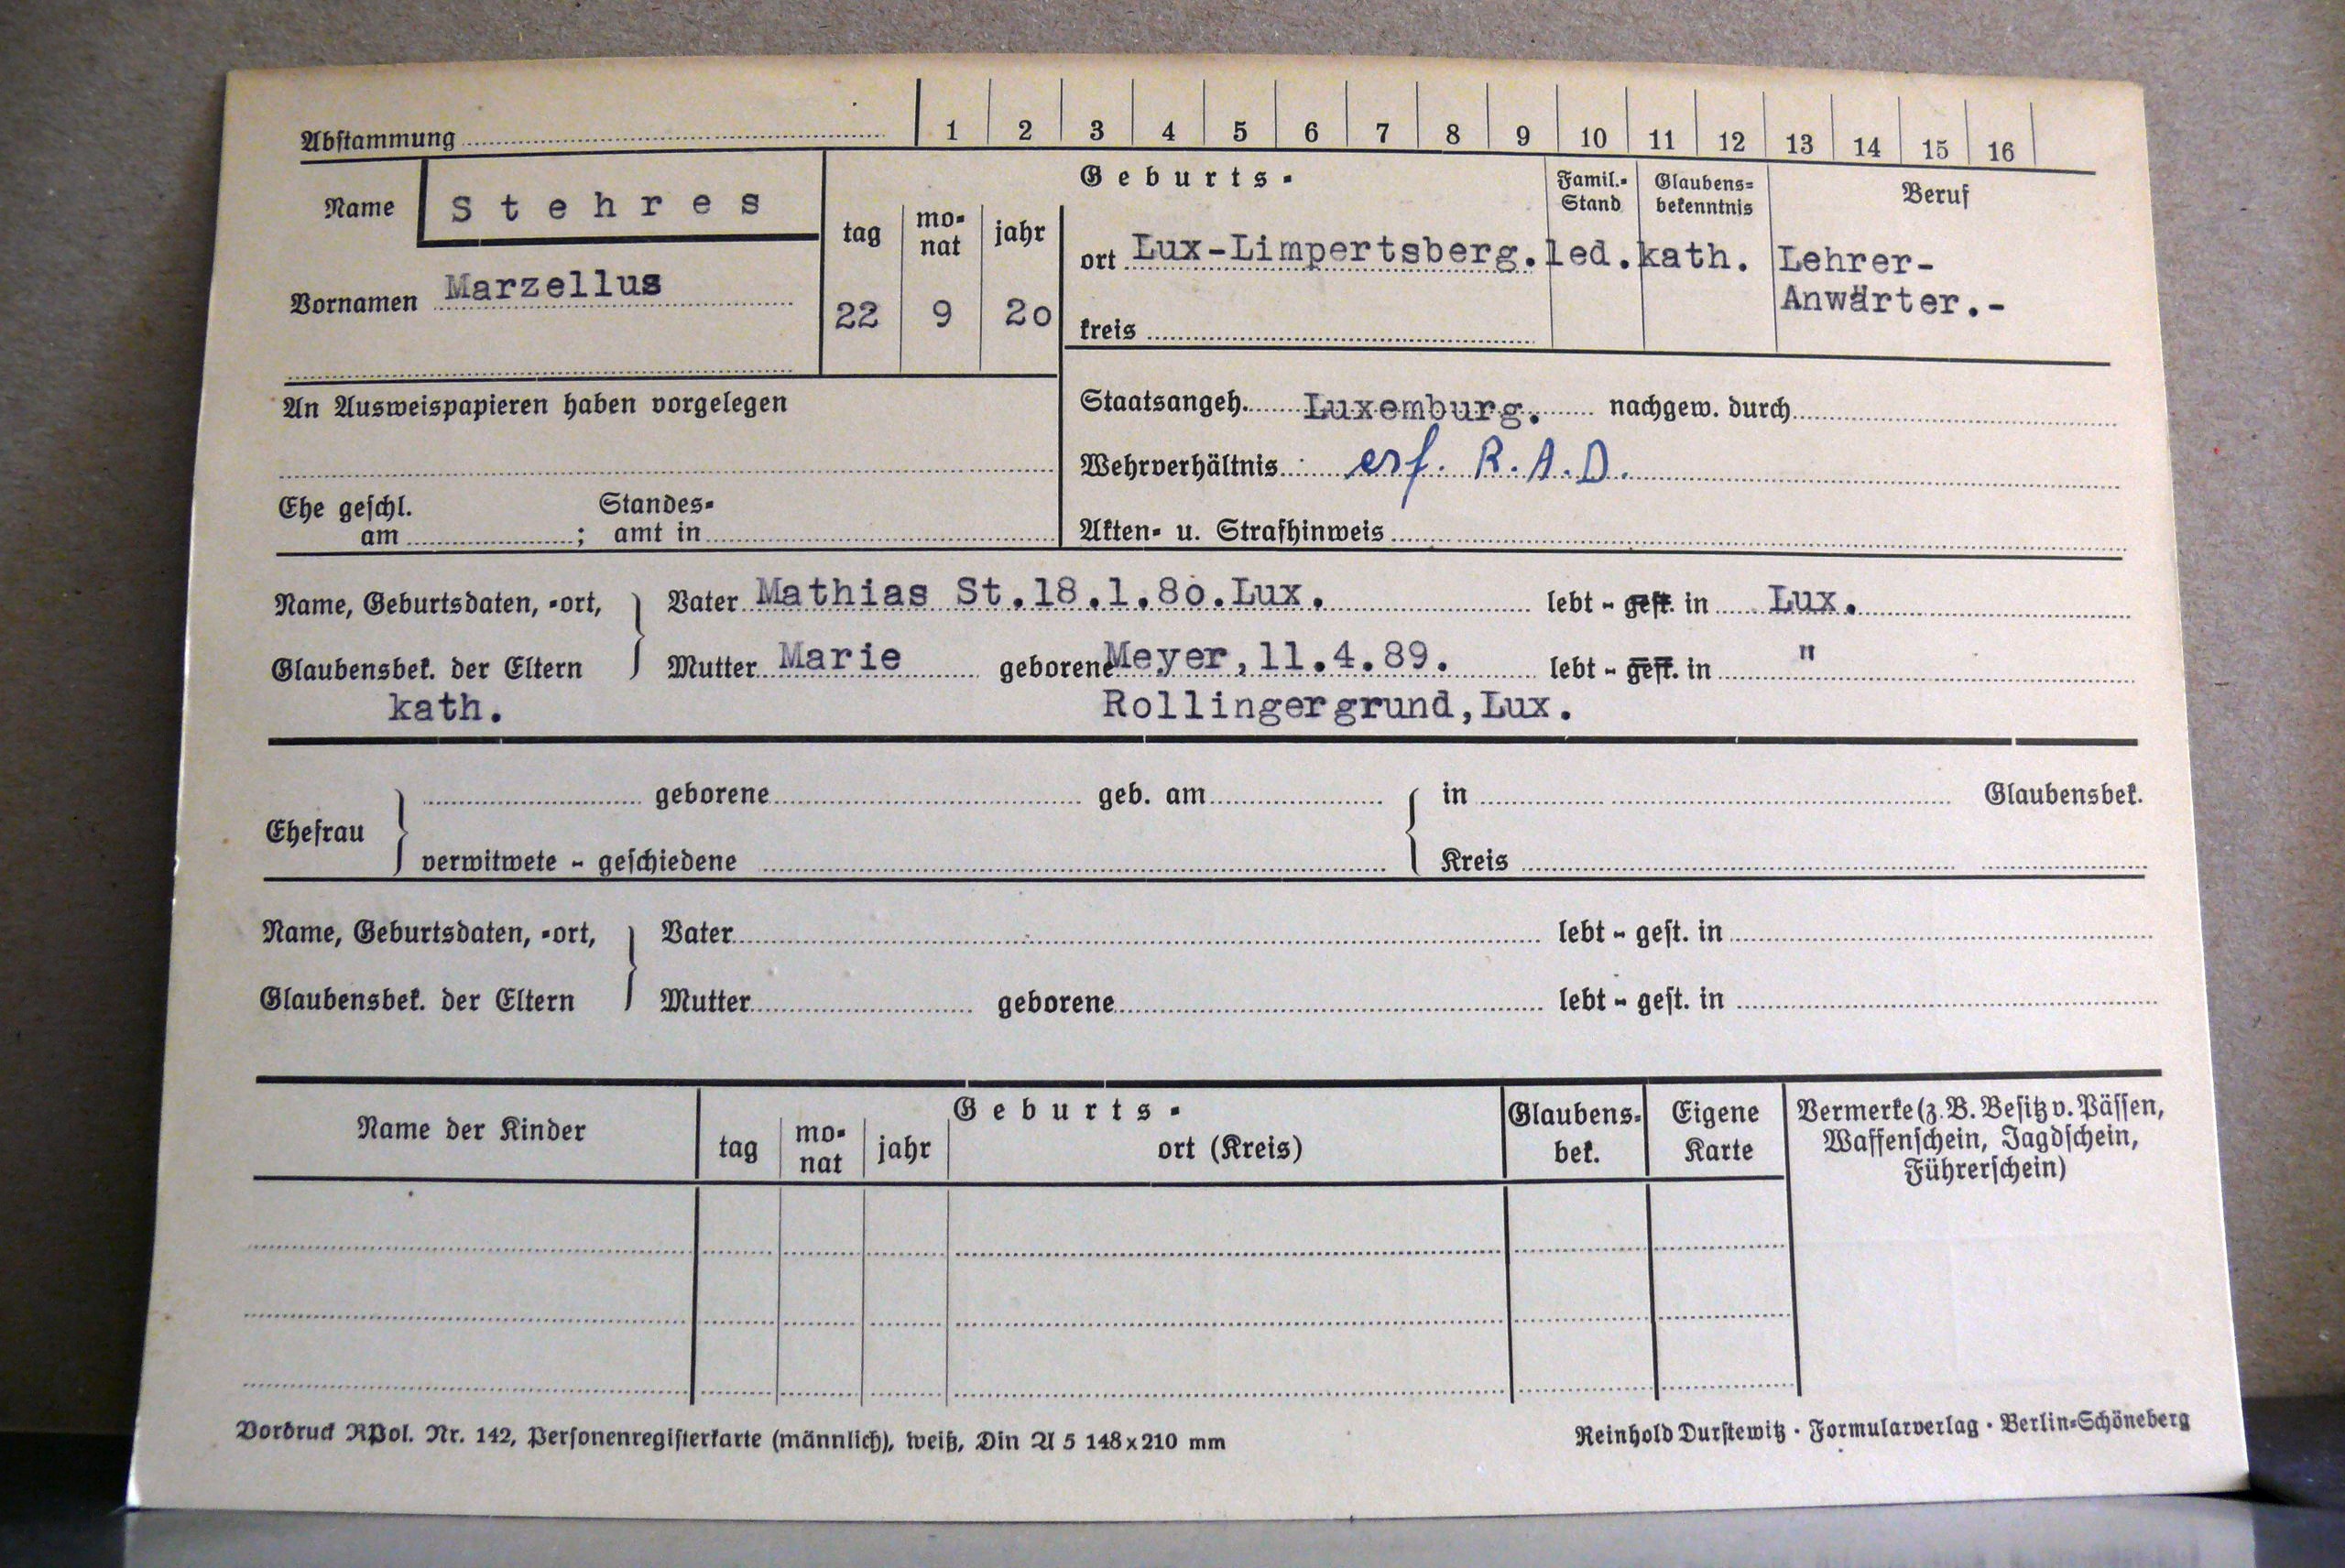 Abstammung 1 2 3 4 5 6 7 8 9 10 11 12 13 14 15 16
Name Stehres
Vornamen Marzellus
Geburts-
tag monat jahr
22 9 20
ort Lux-Limpertsberg.
kreis
Famil.-Stand
led.
Glaubens=bekenntnis
kath.
Beruf
Lehrer-
Anwärter.-
An Ausweispapieren haben vorgelegen
Ehe geschl. Standes-
am ; amt in
Staatsangeh. Luxemburg. nachgew. durch
Wehrverhältnis erf. R.A.D.
Akten- u. Strafhinweis
Name, Geburtsdaten, -ort, Vater Mathias St.18.1.80.Lux. lebt - gest. in Lux.
Glaubensbek. der Eltern Mutter Marie geborene Meyer,11.4.89. lebt - gest. in "
kath. Rollingergrund,Lux.
Ehefrau geborene geb. am in Glaubensbek.
verwitwete - geschiedene Kreis
Name, Geburtsdaten, -ort, Vater lebt - gest. in
Glaubensbek. der Eltern Mutter geborene lebt - gest. in
Name der Kinder
Geburts-
tag monat jahr ort (Kreis)
Glaubens-bek.
Eigene Karte
Vermerke (z. B. Besitz v. Pässen,
Waffenschein, Jagdschein,
Führerschein)
Vordruck RPol. Nr. 142, Personenregisterkarte (männlich), weiß, Din A 5 148x210 mm
Reinhold Durstewitz · Formularverlag · Berlin=Schöneberg